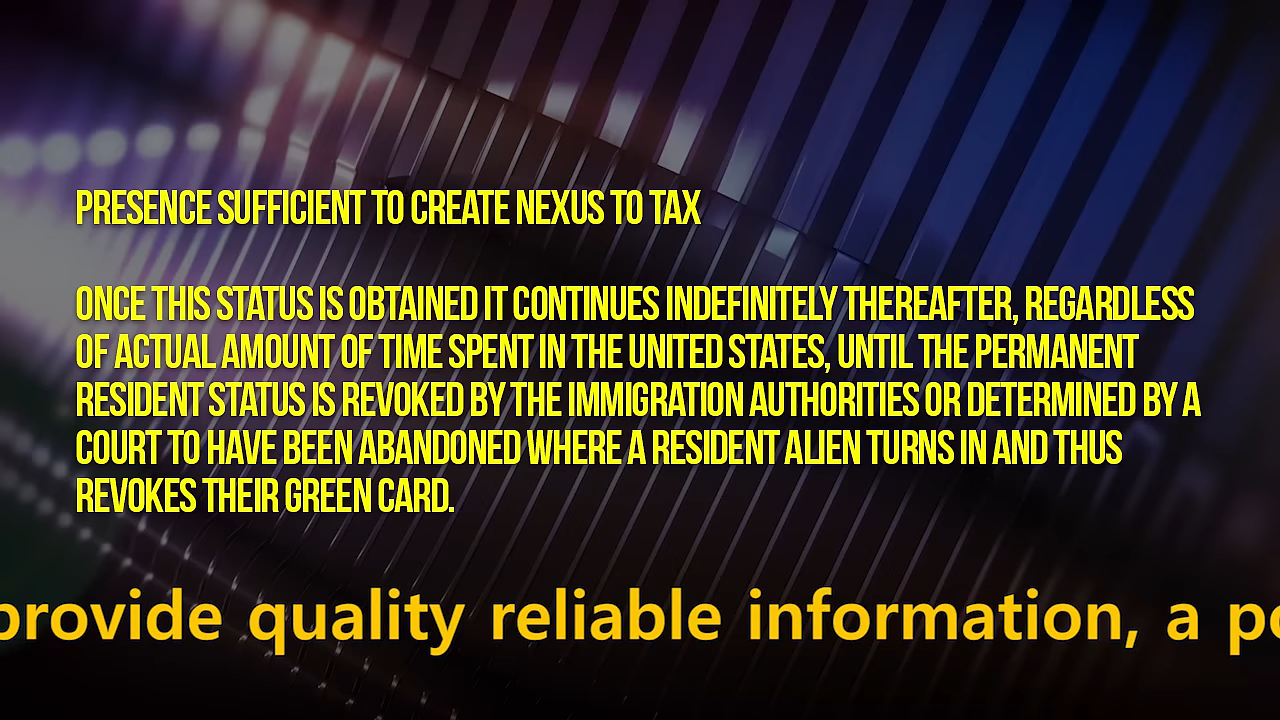 PRESENCE SUFFICIENT TO CREATE NEXUS TO TAX
ONCE THIS STATUS IS OBTAINED IT CONTINUES INDEFINITELY THEREAFTER, REGARDLESS
OF ACTUAL AMOUNT OF TIME SPENT IN THE UNITED STATES, UNTIL THE PERMANENT
RESIDENT STATUS IS REVOKED BY THE IMMIGRATION AUTHORITIES OR DETERMINED BY A
COURT TO HAVE BEEN ABANDONED WHERE A RESIDENT ALIEN TURNS IN AND THUS
REVOKES THEIR GREEN CARD.
provide quality reliable information, a